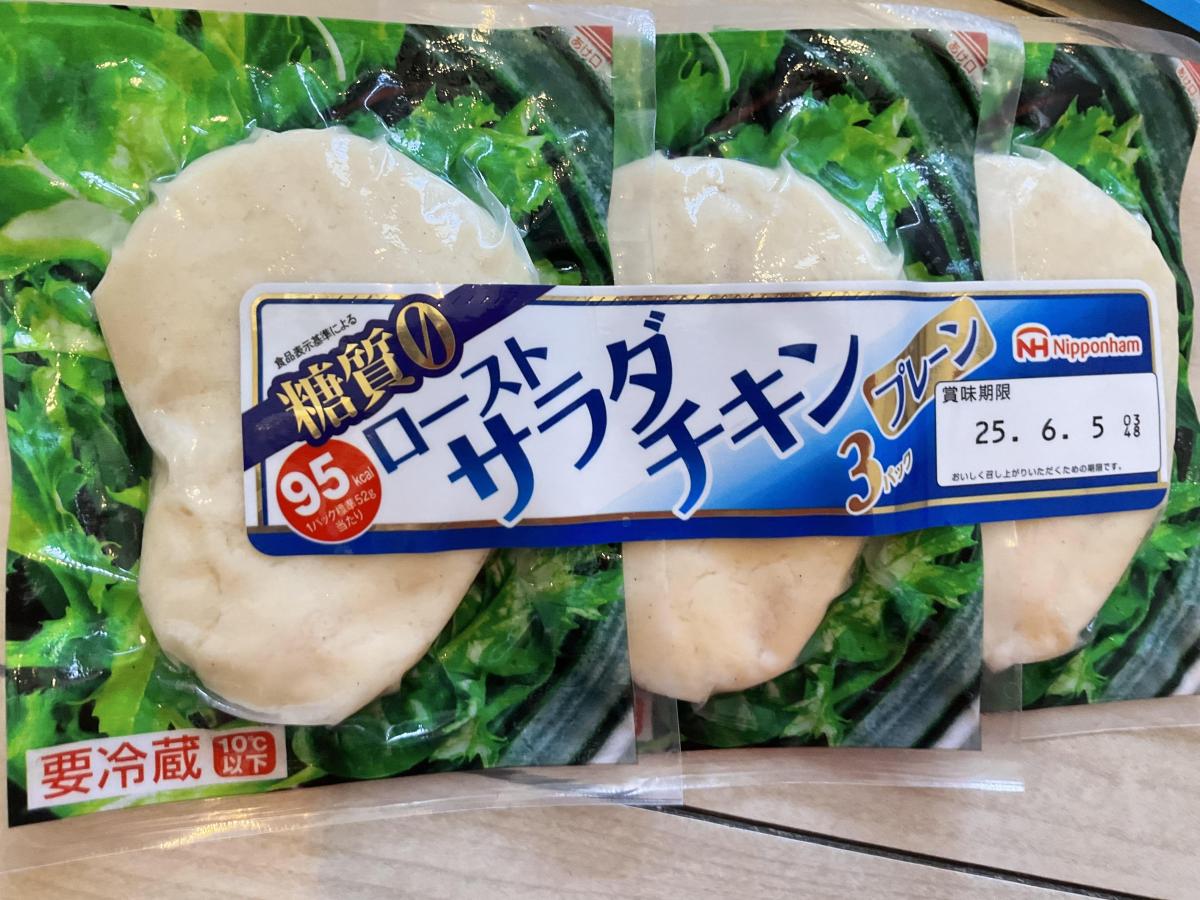 あけ口
あけ口
あけ口
食品表示基準による
糖質0
ロースト
サラダ
チキン
プレーン
3パック
95kcal
1パック標準52g
当たり
Nipponham
賞味期限
25. 6. 5 03
48
おいしく召し上がりいただくための期限です。
要冷蔵 10℃
以下